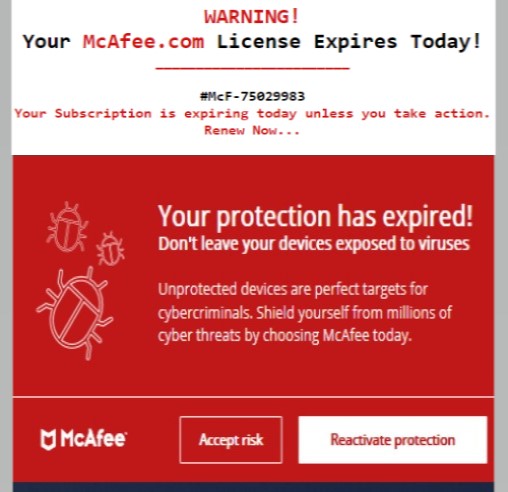 WARNING!
Your McAfee.com License Expires Today!
#McF-75029983
Your Subscription is expiring today unless you take action.
Renew Now...
Your protection has expired!
Don't leave your devices exposed to viruses
Unprotected devices are perfect targets for
cybercriminals. Shield yourself from millions of
cyber threats by choosing McAfee today.
McAfee
Accept risk
Reactivate protection